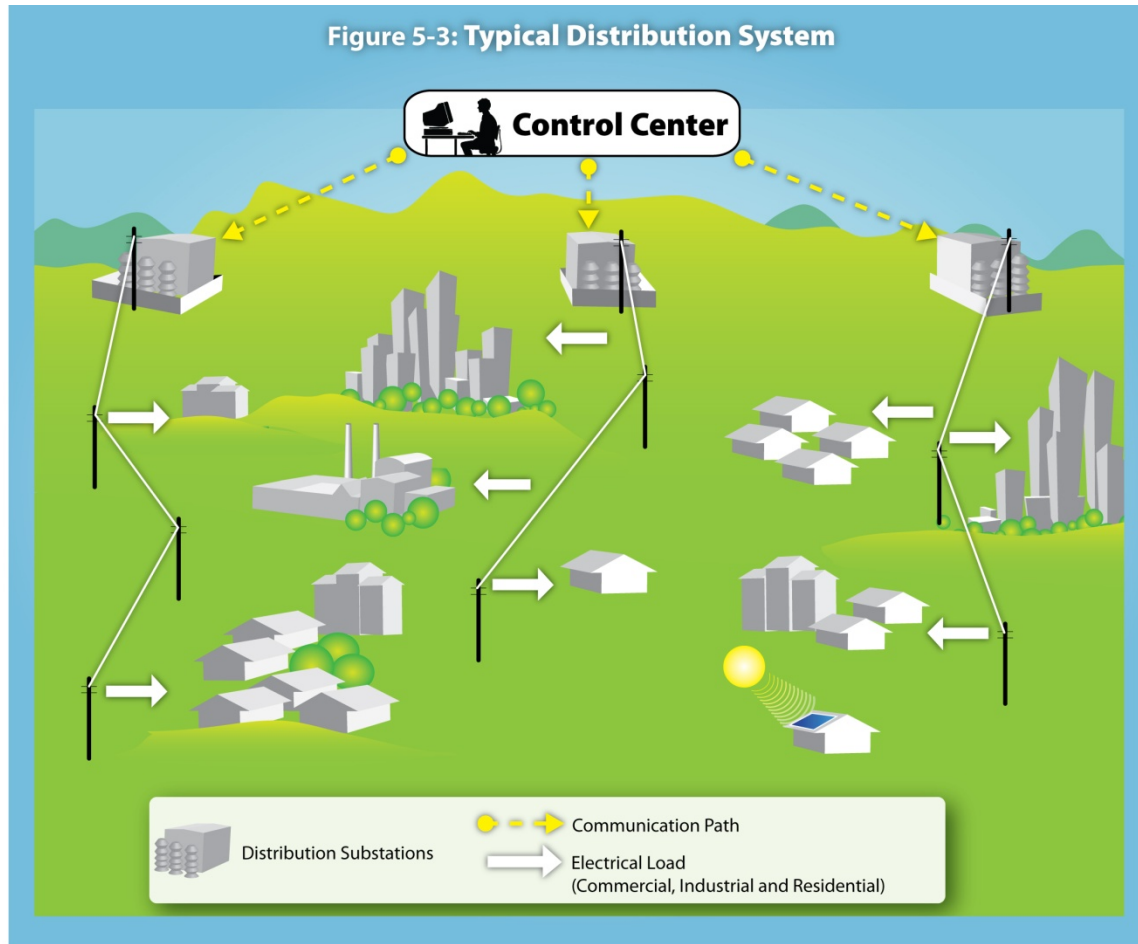 Figure 5-3: Typical Distribution System
Control Center
Distribution Substations
Communication Path
Electrical Load
(Commercial, Industrial and Residential)